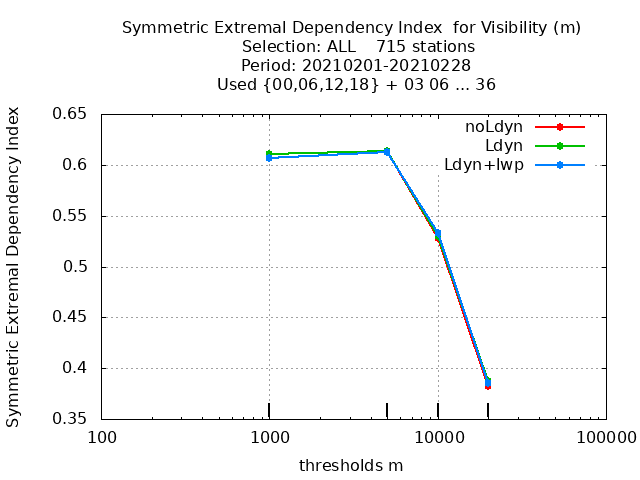 Symmetric Extremal Dependency Index  for Visibility (m)
Selection: ALL    715 stations
Period: 20210201-20210228
Used {00,06,12,18} + 03 06 ... 36
Symmetric Extremal Dependency Index
0.65
0.6
0.55
0.5
0.45
0.4
0.35
noLdyn
Ldyn
Ldyn+lwp
100 1000 10000 100000
thresholds m